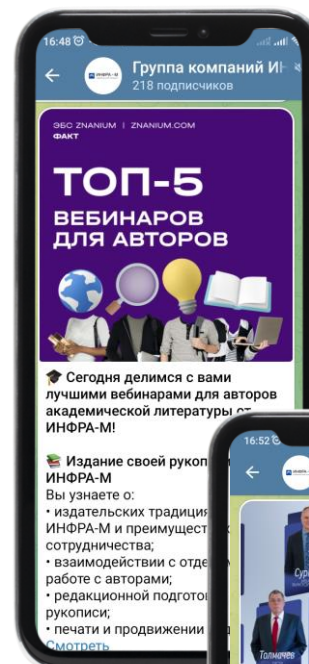 16:48
Группа компаний ИН
218 подписчиков
ИНФРА-М
ЭБС ZNANIUM | ZNANIUM.COM
ФАКТ
ТОП-5
ВЕБИНАРОВ
ДЛЯ АВТОРОВ
Сегодня делимся с вами
лучшими вебинарами для авторов
академической литературы от
ИНФРА-М!
Издание своей рукоп
ИНФРА-М
Вы узнаете о:
• издательских традиция
ИНФРА-М и преимущест
сотрудничества;
• взаимодействии с отде
работе с авторами;
• редакционной подгото
рукописи;
• печати и продвижении
Смотреть
16:52
Толмачев